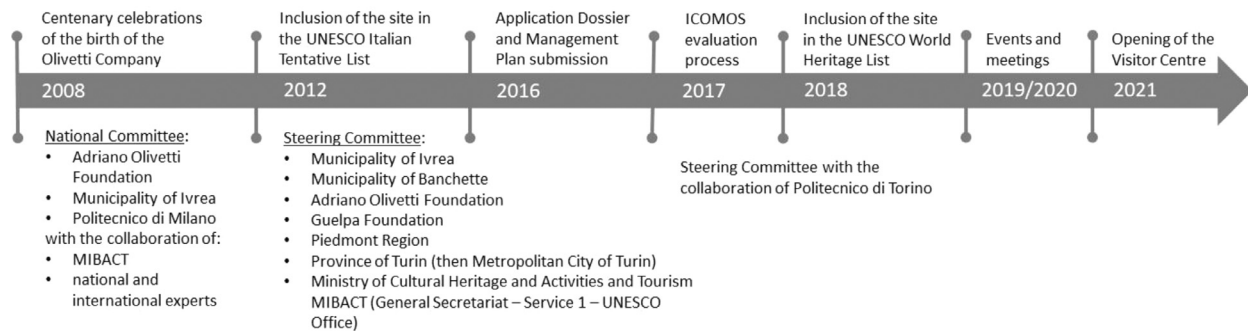 Centenary celebrations
of the birth of the
Olivetti Company
Inclusion of the site in
the UNESCO Italian
Tentative List
Application Dossier
and Management
Plan submission
ICOMOS
evaluation
process
Inclusion of the site
in the UNESCO World
Heritage List
Events and
meetings
Opening of the
Visitor Centre
2008
2012
2016
2017
2018
2019/2020
2021
National Committee:
• Adriano Olivetti
Foundation
• Municipality of Ivrea
• Politecnico di Milano
with the collaboration of:
• MIBACT
• national and
international experts
Steering Committee:
• Municipality of Ivrea
• Municipality of Banchette
• Adriano Olivetti Foundation
• Guelpa Foundation
• Piedmont Region
• Province of Turin (then Metropolitan City of Turin)
• Ministry of Cultural Heritage and Activities and Tourism
MIBACT (General Secretariat – Service 1 – UNESCO
Office)
Steering Committee with the
collaboration of Politecnico di Torino